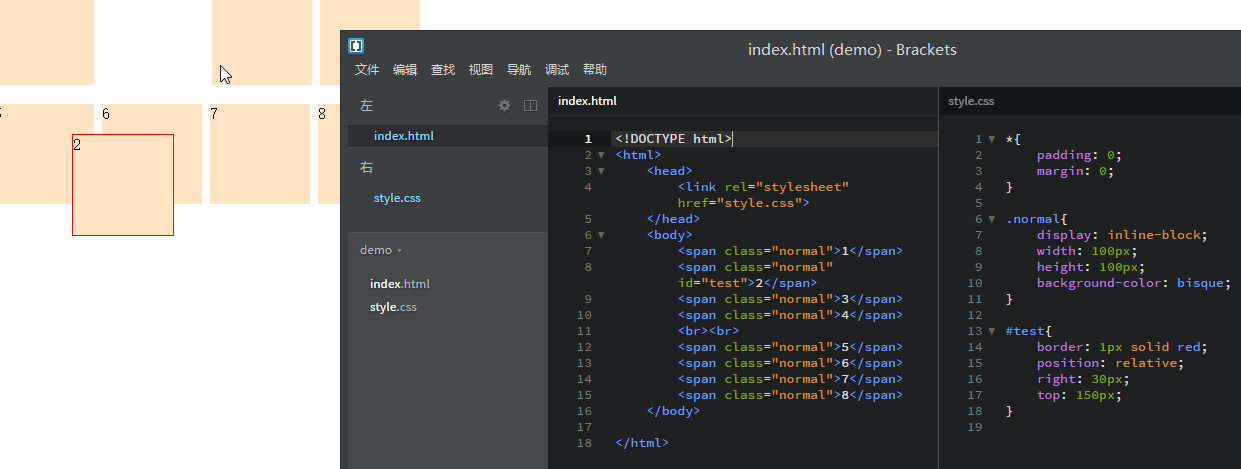 5 6 7 8
2
index.html (demo) - Brackets
文件 编辑 查找 视图 导航 调试 帮助
左
index.html
右
style.css
demo
index.html
style.css
index.html
1 <!DOCTYPE html>
2 <html>
3 <head>
4 <link rel="stylesheet"
href="style.css">
5 </head>
6 <body>
7 <span class="normal">1</span>
8 <span class="normal"
id="test">2</span>
9 <span class="normal">3</span>
10 <span class="normal">4</span>
11 <br><br>
12 <span class="normal">5</span>
13 <span class="normal">6</span>
14 <span class="normal">7</span>
15 <span class="normal">8</span>
16 </body>
17
18 </html>
style.css
1 *{
2 padding: 0;
3 margin: 0;
4 }
5
6 .normal{
7 display: inline-block;
8 width: 100px;
9 height: 100px;
10 background-color: bisque;
11 }
12
13 #test{
14 border: 1px solid red;
15 position: relative;
16 right: 30px;
17 top: 150px;
18 }
19